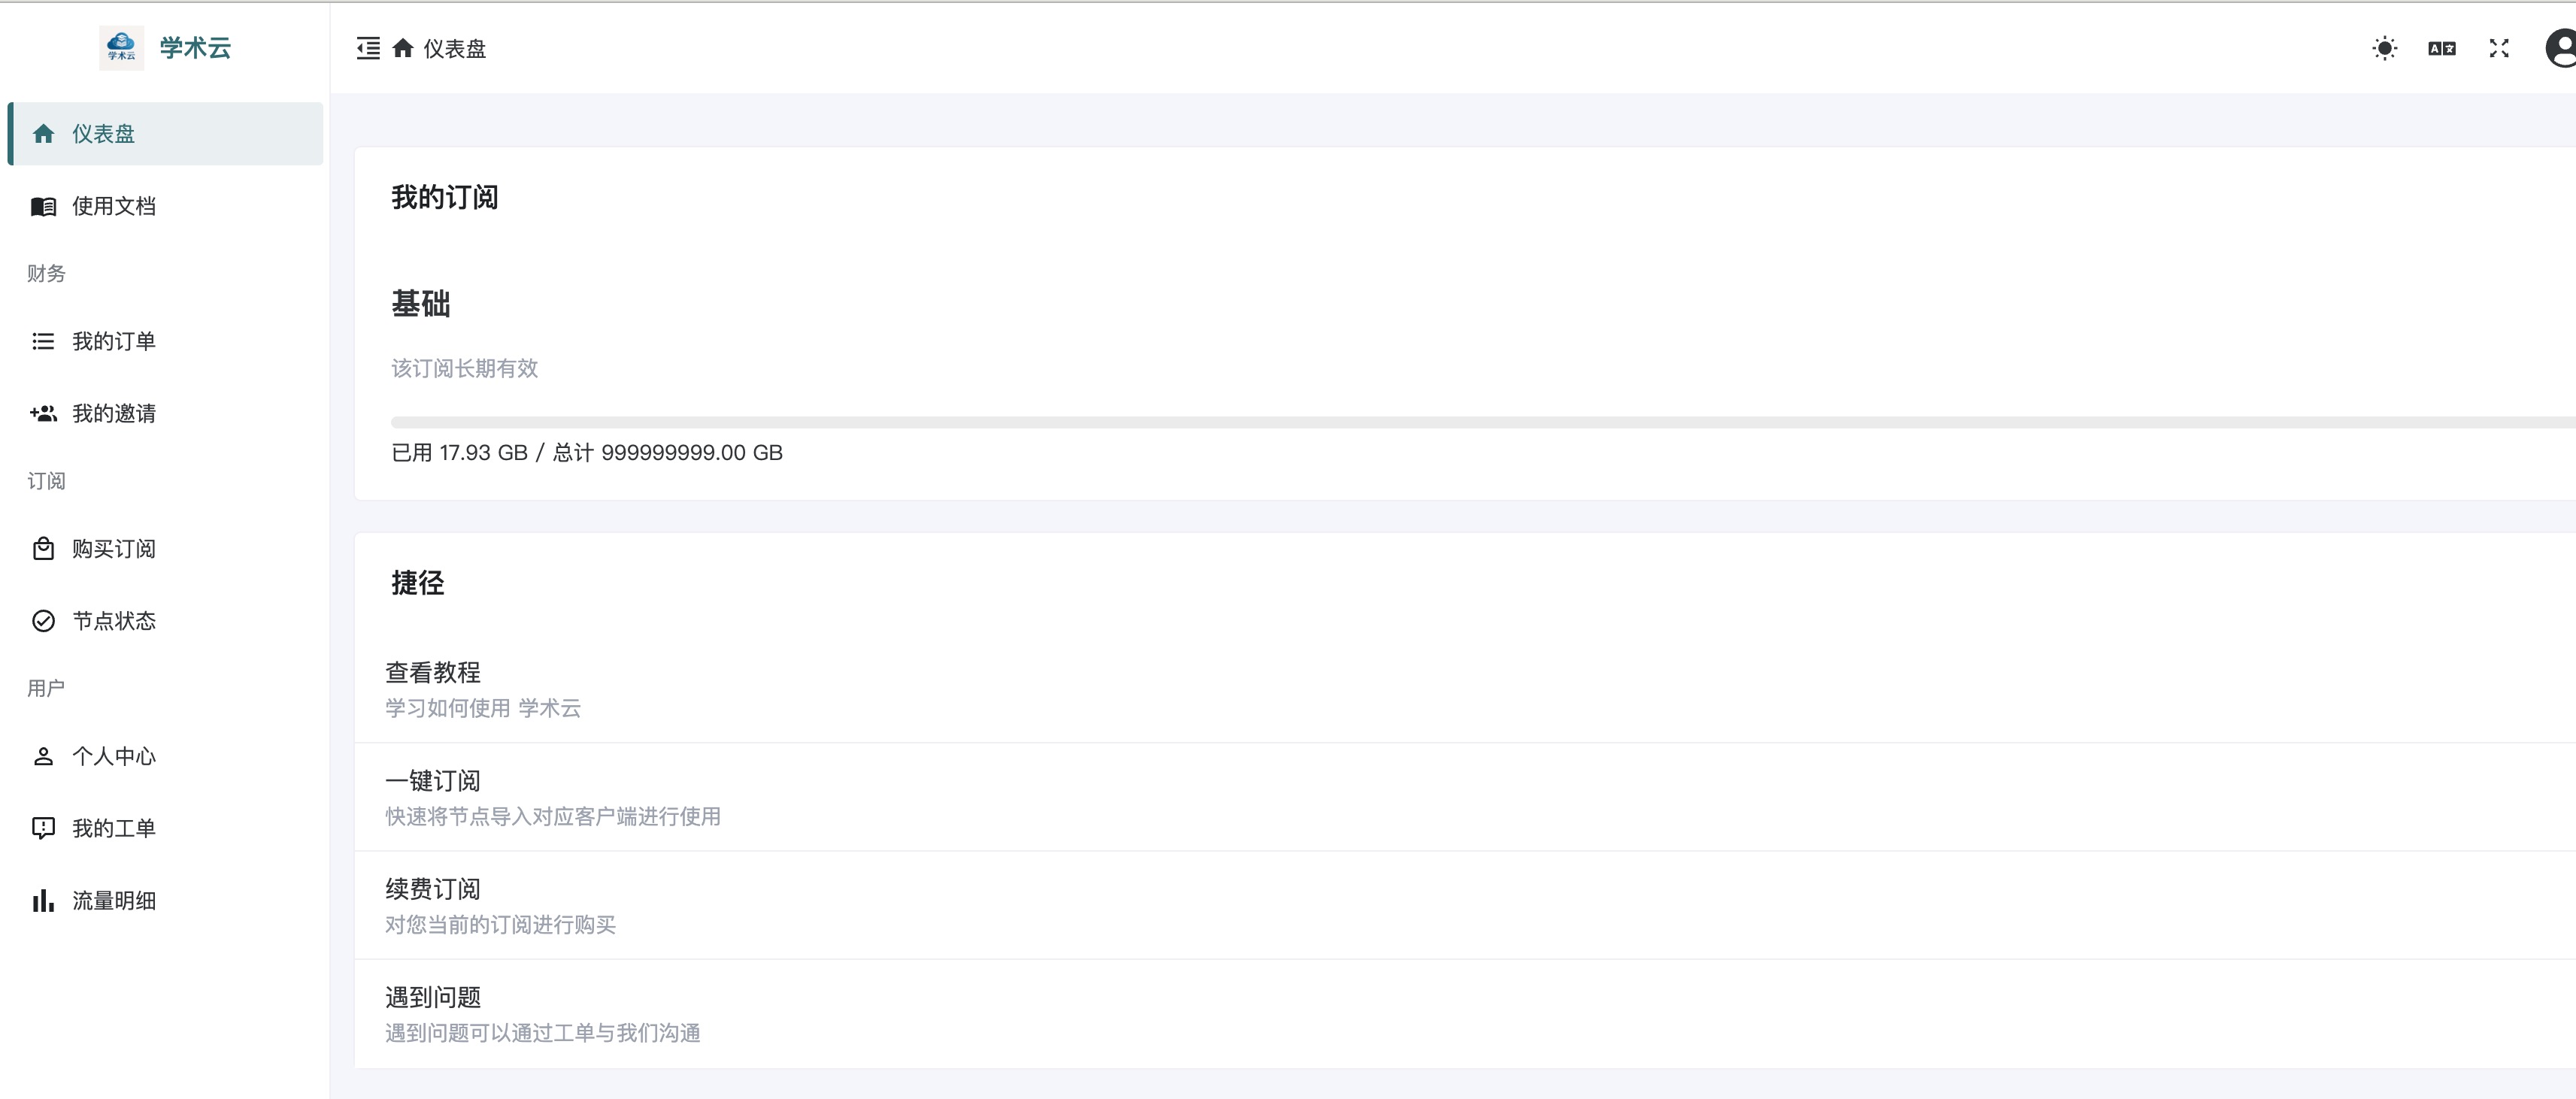 学术云
学术云
仪表盘
使用文档
财务
我的订单
我的邀请
订阅
购买订阅
节点状态
用户
个人中心
我的工单
流量明细
仪表盘
我的订阅
基础
该订阅长期有效
已用 17.93 GB / 总计 999999999.00 GB
捷径
查看教程
学习如何使用 学术云
一键订阅
快速将节点导入对应客户端进行使用
续费订阅
对您当前的订阅进行购买
遇到问题
遇到问题可以通过工单与我们沟通